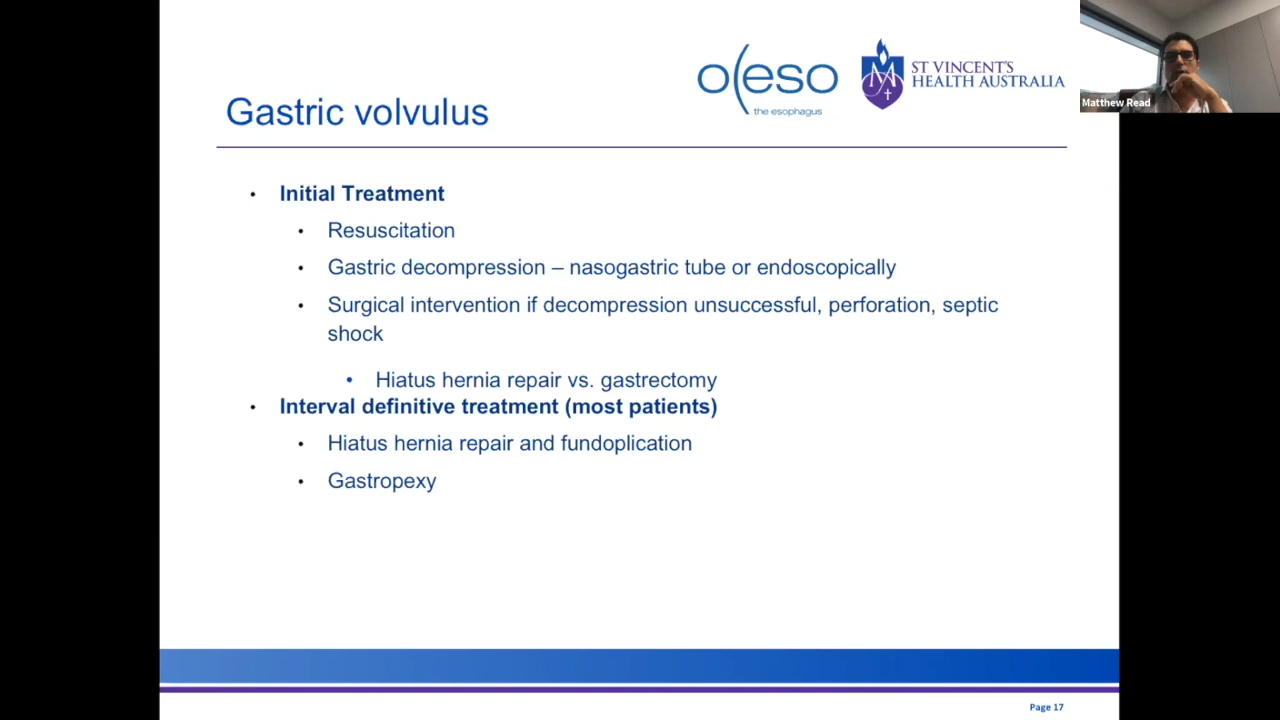 oeso
the esophagus
ST VINCENT'S
HEALTH AUSTRALIA
Matthew Read
Gastric volvulus
• Initial Treatment
• Resuscitation
• Gastric decompression – nasogastric tube or endoscopically
• Surgical intervention if decompression unsuccessful, perforation, septic
shock
• Hiatus hernia repair vs. gastrectomy
• Interval definitive treatment (most patients)
• Hiatus hernia repair and fundoplication
• Gastropexy
Page 17